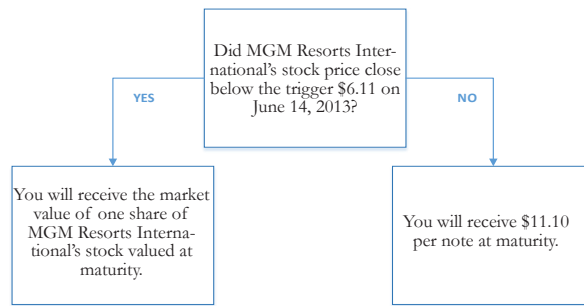 Did MGM Resorts Inter-
national's stock price close
below the trigger $6.11 on
June 14, 2013?
YES
NO
You will receive the market
value of one share of
MGM Resorts Interna-
tional's stock valued at
maturity.
You will receive $11.10
per note at maturity.